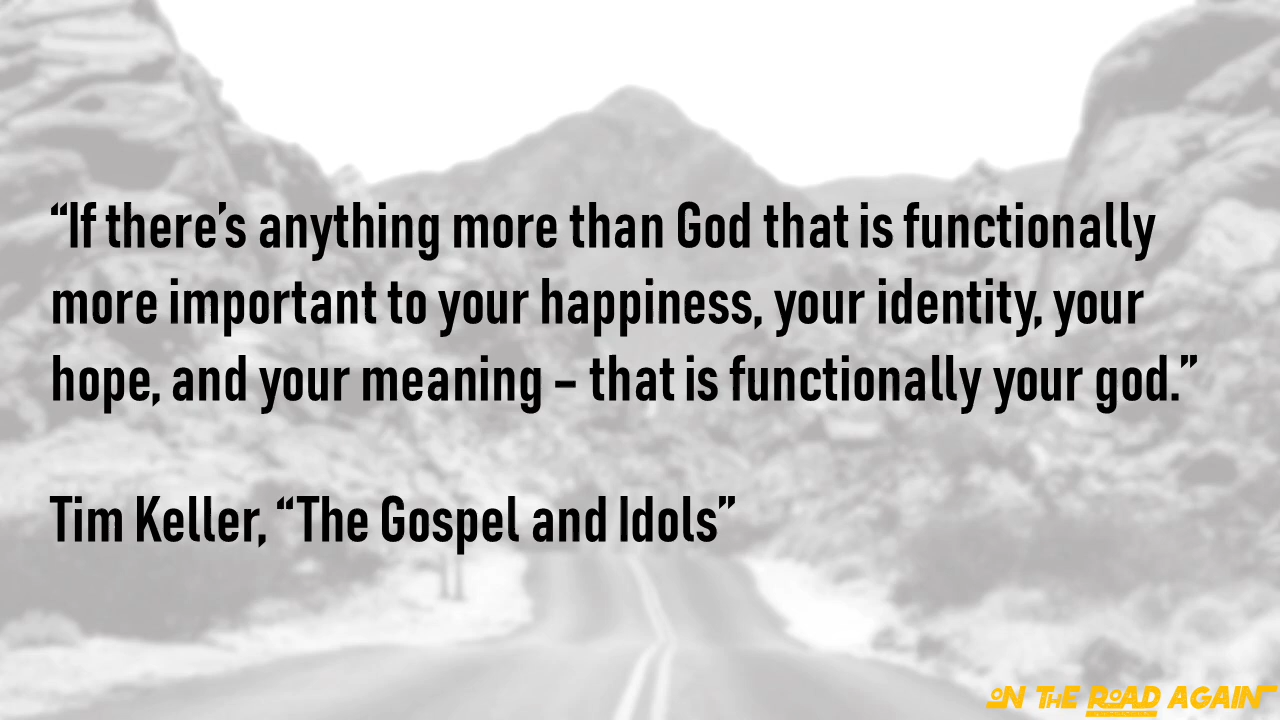 “If there’s anything more than God that is functionally
more important to your happiness, your identity, your
hope, and your meaning – that is functionally your god.”
Tim Keller, “The Gospel and Idols”
ON THE ROAD AGAIN